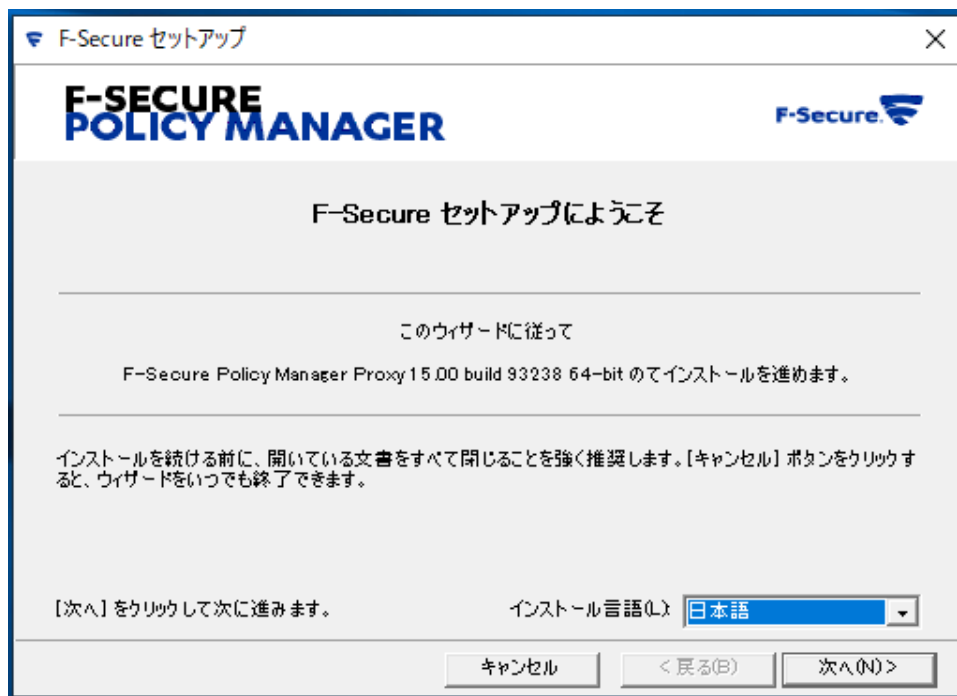 F-Secure セットアップ
F-SECURE
POLICY MANAGER
F-Secure.
F-Secure セットアップにようこそ
このウィザードに従って
F-Secure Policy Manager Proxy 15.00 build 93238 64-bit のてインストールを進めます。
インストールを続ける前に、開いている文書をすべて閉じることを強く推奨します。[キャンセル] ボタンをクリックす
ると、ウィザードをいつでも終了できます。
[次へ] をクリックして次に進みます。
インストール言語(L):
日本語
キャンセル
< 戻る(B)
次へ(N) >